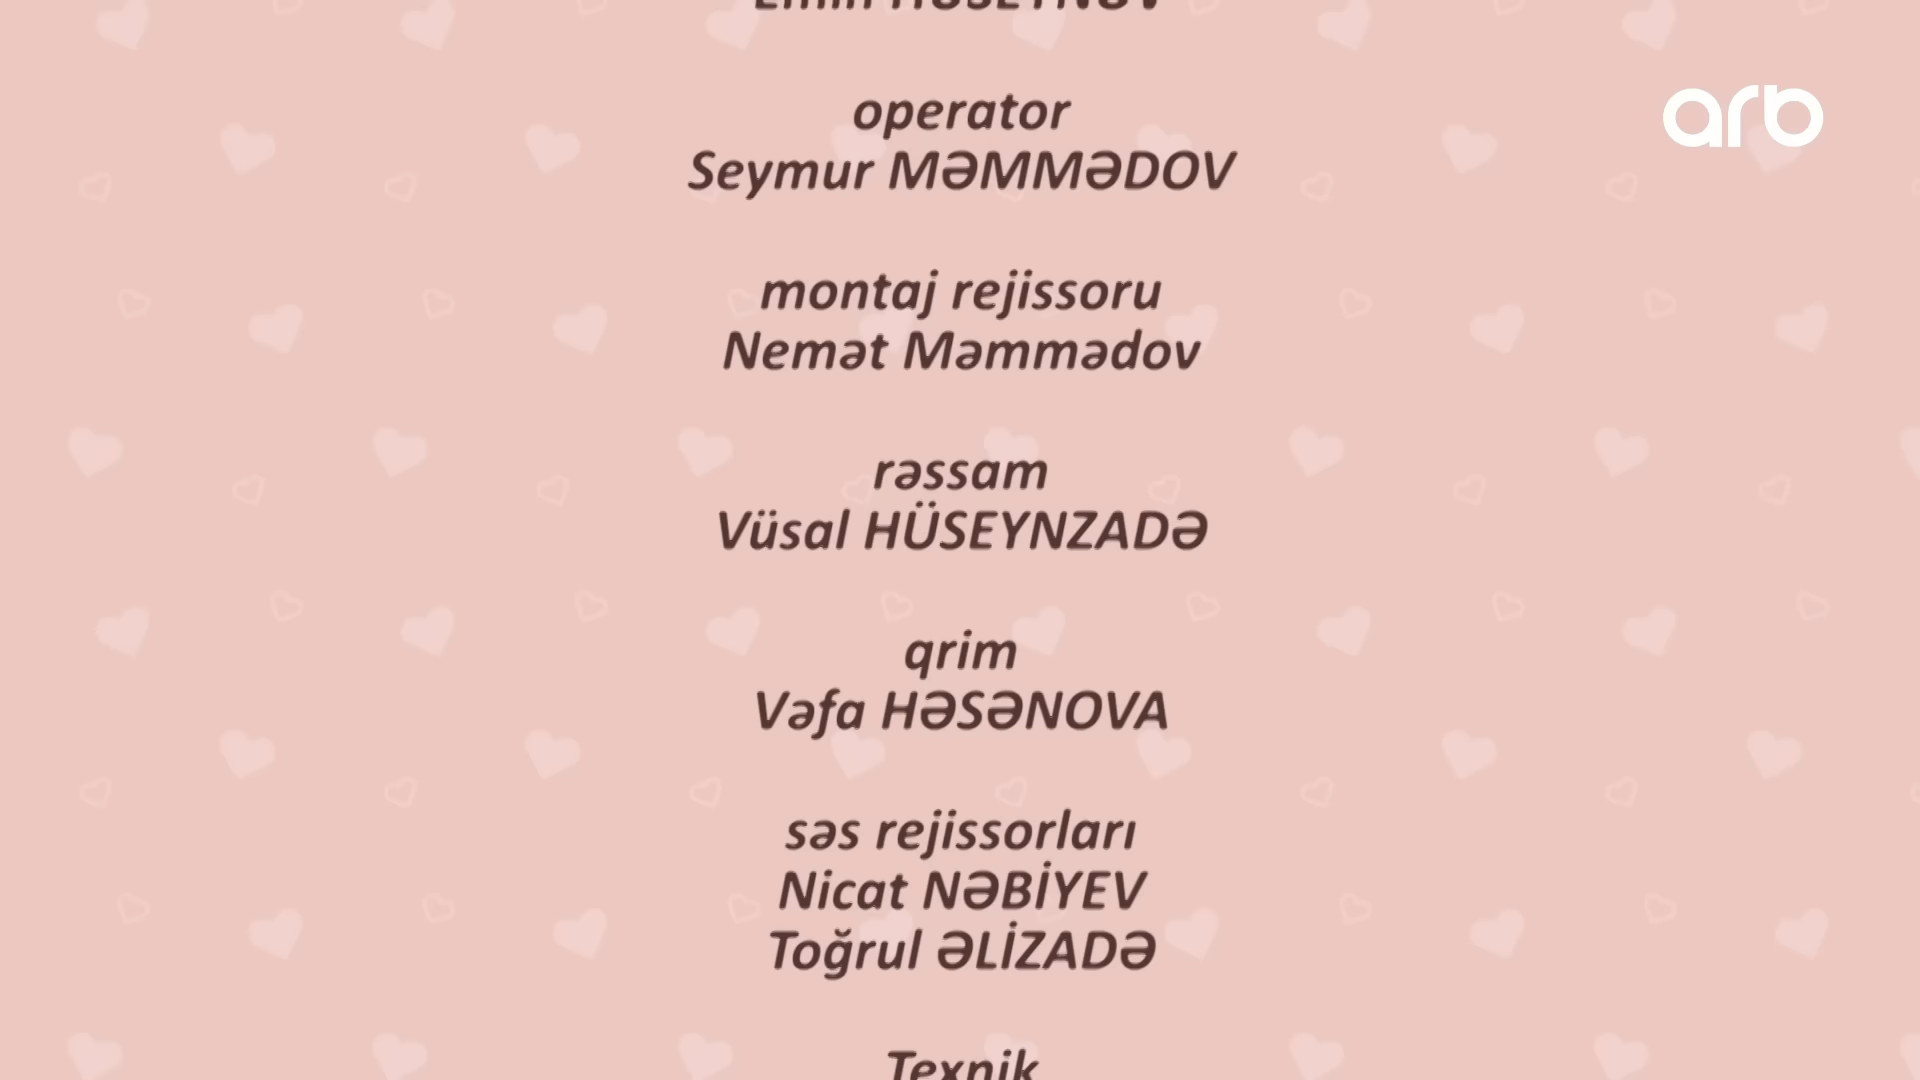 operator
arb
Seymur MƏMMƏDOV
montaj rejissoru
Nemət Məmmədov
rəssam
Vüsal HÜSEYNZADƏ
qrim
Vəfa HƏSƏNOVA
səs rejissorları
Nicat NƏBİYEV
Toğrul ƏLİZADƏ
Texnik